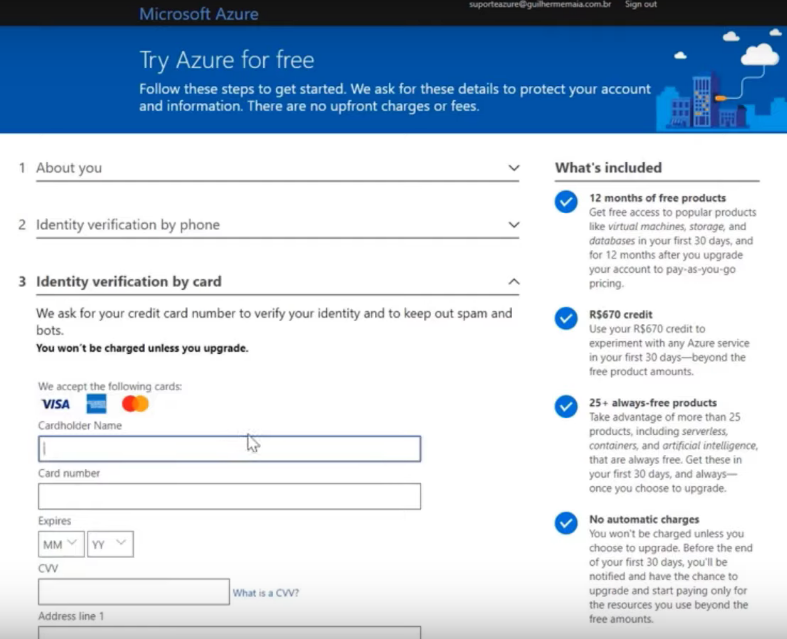 Microsoft Azure
suporteazure@guilhermemaia.com.br Sign out
Try Azure for free
Follow these steps to get started. We ask for these details to protect your account
and information. There are no upfront charges or fees.
1 About you
2 Identity verification by phone
3 Identity verification by card
We ask for your credit card number to verify your identity and to keep out spam and
bots.
You won't be charged unless you upgrade.
We accept the following cards:
VISA
Cardholder Name
Card number
Expires
MM YY
CVV
What is a CVV?
Address line 1
What's included
12 months of free products
Get free access to popular products
like virtual machines, storage, and
databases in your first 30 days, and
for 12 months after you upgrade
your account to pay-as-you-go
pricing.
R$670 credit
Use your R$670 credit to
experiment with any Azure service
in your first 30 days—beyond the
free product amounts.
25+ always-free products
Take advantage of more than 25
products, including serverless,
containers, and artificial intelligence,
that are always free. Get these in
your first 30 days, and always—
once you choose to upgrade.
No automatic charges
You won't be charged unless you
choose to upgrade. Before the end
of your first 30 days, you'll be
notified and have the chance to
upgrade and start paying only for
the resources you use beyond the
free amounts.